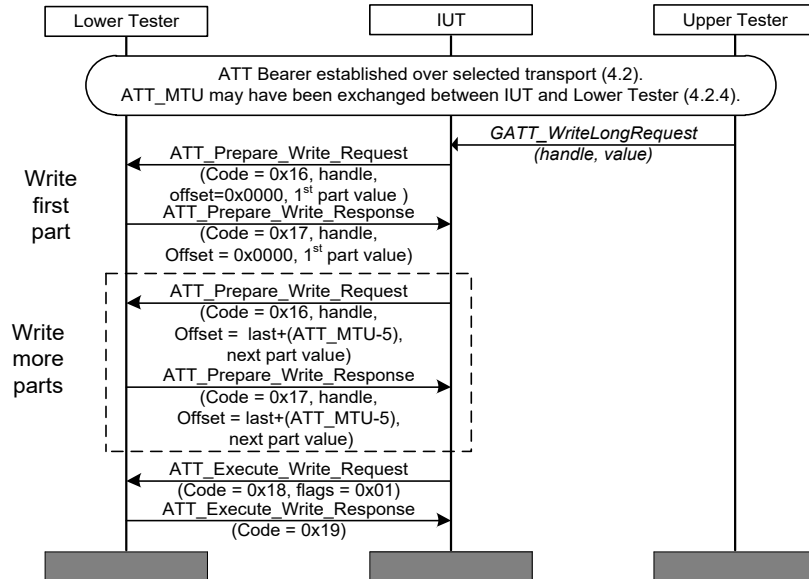 Lower Tester
IUT
Upper Tester
ATT Bearer established over selected transport (4.2).
ATT_MTU may have been exchanged between IUT and Lower Tester (4.2.4).
GATT_WriteLongRequest
(handle, value)
Write
first
part
ATT_Prepare_Write_Request
(Code = 0x16, handle,
offset=0x0000, 1st part value )
ATT_Prepare_Write_Response
(Code = 0x17, handle,
Offset = 0x0000, 1st part value)
Write
more
parts
ATT_Prepare_Write_Request
(Code = 0x16, handle,
Offset = last+(ATT_MTU-5),
next part value)
ATT_Prepare_Write_Response
(Code = 0x17, handle,
Offset = last+(ATT_MTU-5),
next part value)
ATT_Execute_Write_Request
(Code = 0x18, flags = 0x01)
ATT_Execute_Write_Response
(Code = 0x19)